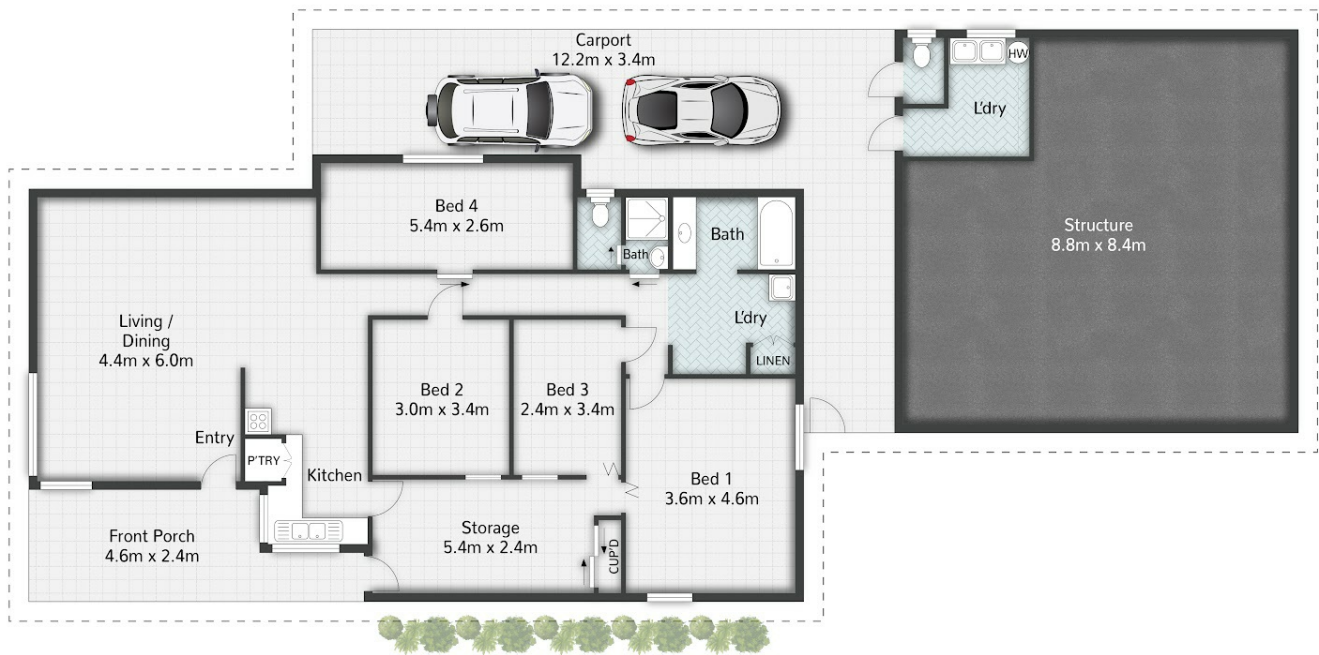 Carport
12.2m x 3.4m
HW
L'dry
Bed 4
5.4m x 2.6m
Structure
8.8m x 8.4m
Bath
Bath
Living /
Dining
4.4m x 6.0m
L'dry
LINEN
Bed 2
3.0m x 3.4m
Bed 3
2.4m x 3.4m
Entry
P'TRY
Kitchen
Bed 1
3.6m x 4.6m
Front Porch
4.6m x 2.4m
Storage
5.4m x 2.4m
CUP'D